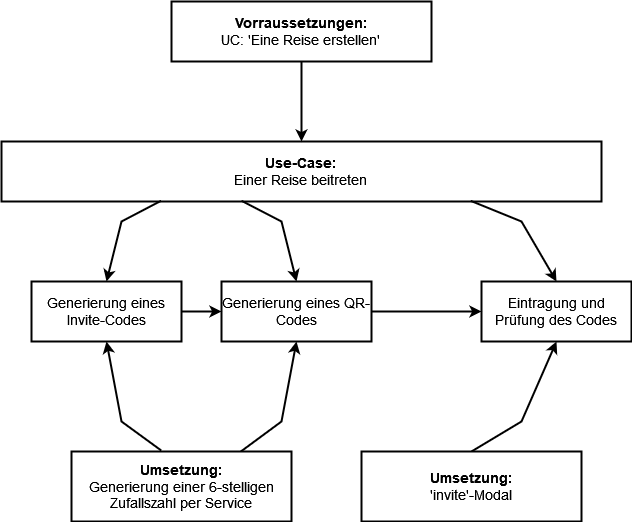 Vorraussetzungen:
UC: 'Eine Reise erstellen'
Use-Case:
Einer Reise beitreten
Generierung eines
Invite-Codes
Generierung eines QR-
Codes
Eintragung und
Prüfung des Codes
Umsetzung:
Generierung einer 6-stelligen
Zufallszahl per Service
Umsetzung:
'invite'-Modal